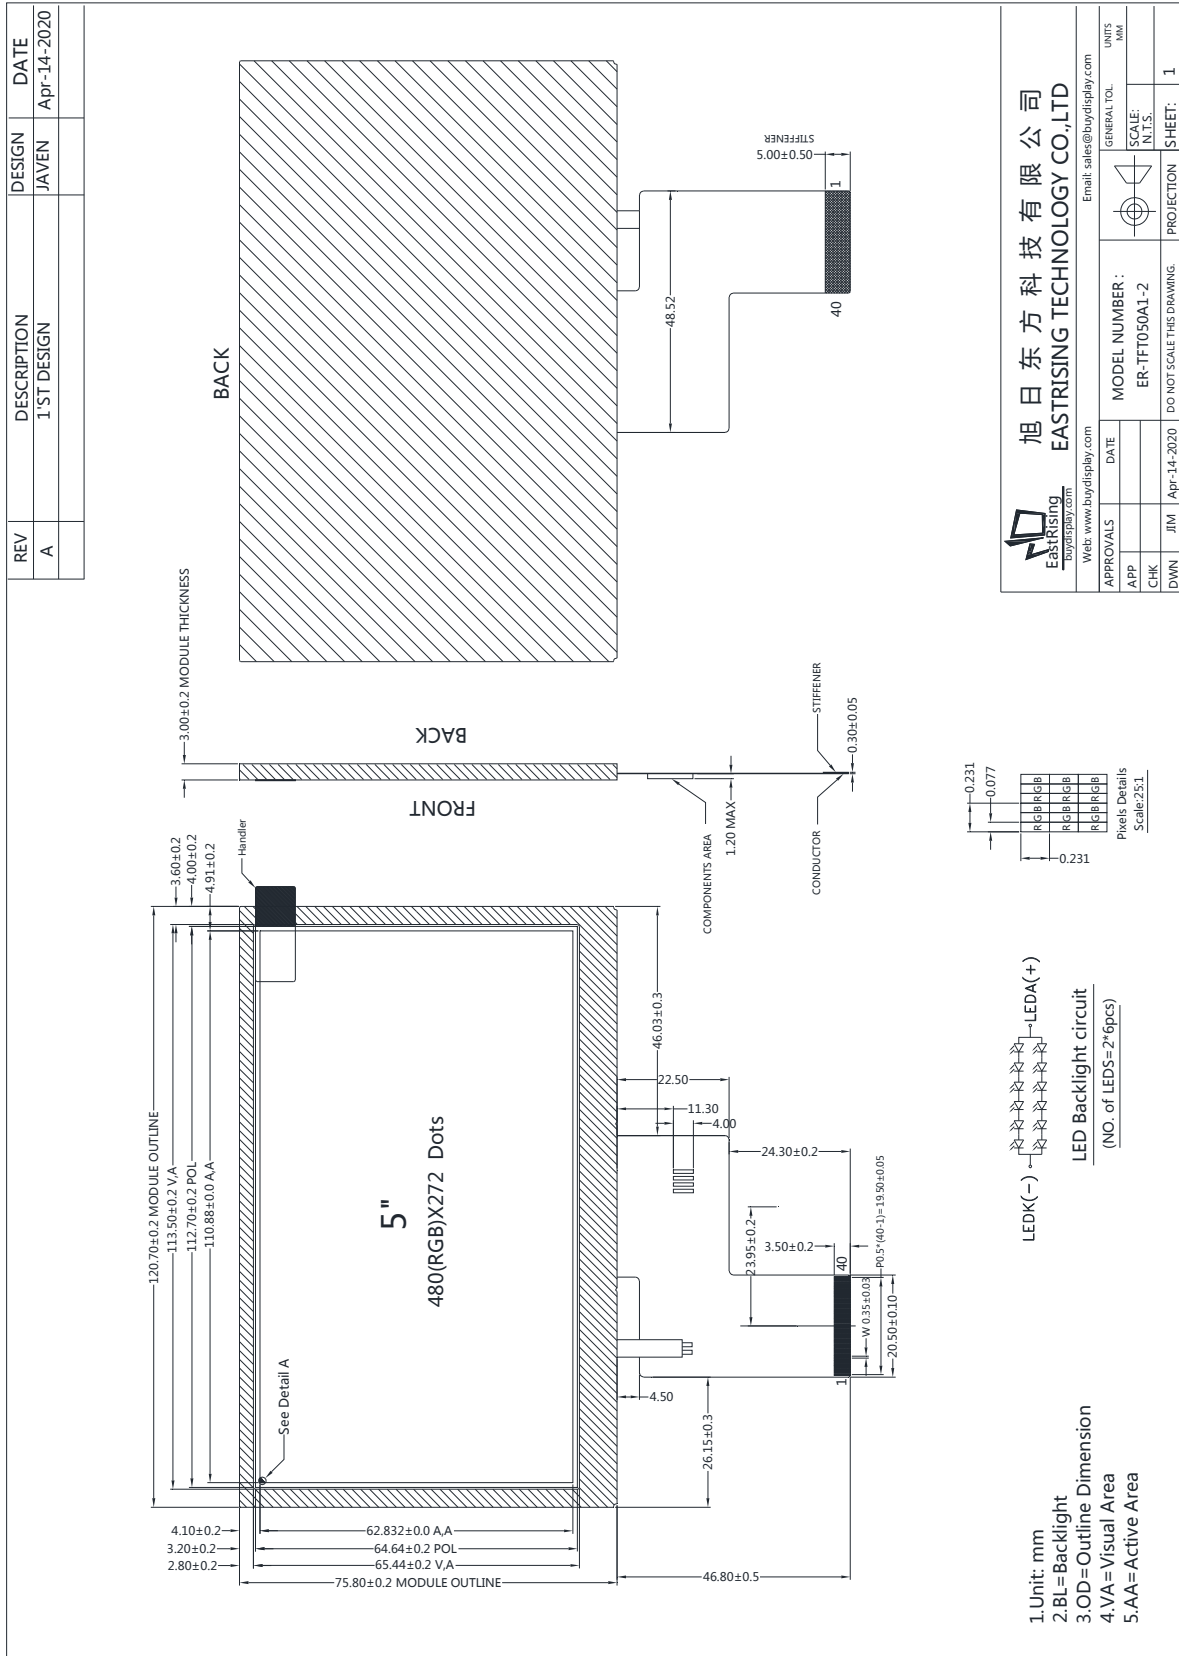 REV DESCRIPTION DESIGN DATE
A 1'ST DESIGN JAVEN Apr-14-2020
120.70±0.2 MODULE OUTLINE
113.50±0.2 V,A
112.70±0.2 POL
110.88±0.0 A,A
3.60±0.2
4.00±0.2
4.91±0.2
Handler
See Detail A
5"
480(RGB)X272 Dots
4.10±0.2
3.20±0.2
2.80±0.2
62.832±0.0 A,A
64.64±0.2 POL
65.44±0.2 V,A
75.80±0.2 MODULE OUTLINE
46.80±0.5
46.03±0.3
22.50
11.30
4.00
24.30±0.2
23.95±0.2
3.50±0.2
4.50
26.15±0.3
1
40
W 0.35±0.03
P0.5*(40-1)=19.50±0.05
20.50±0.10
3.00±0.2 MODULE THICKNESS
FRONT
BACK
COMPONENTS AREA
1.20 MAX
CONDUCTOR
STIFFENER
0.30±0.05
BACK
48.52
STIFFENER
5.00±0.50
40
1
1.Unit: mm
2.BL=Backlight
3.OD=Outline Dimension
4.VA=Visual Area
5.AA=Active Area
LEDK(-)
LEDA(+)
LED Backlight circuit
(NO. of LEDS=2*6pcs)
0.231
0.077
0.231
R G B R G B R G B
R G B R G B R G B
R G B R G B R G B
Pixels Details
Scale:25:1
EastRising
buydisplay.com
旭日东方科技有限公司
EASTRISING TECHNOLOGY CO.,LTD
Web: www.buydisplay.com Email: sales@buydisplay.com
APPROVALS DATE
APP
CHK
DWN JIM Apr-14-2020
MODEL NUMBER :
ER-TFT050A1-2
DO NOT SCALE THIS DRAWING.
PROJECTION
GENERAL TOL. UNITS
MM
SCALE:
N.T.S.
SHEET: 1